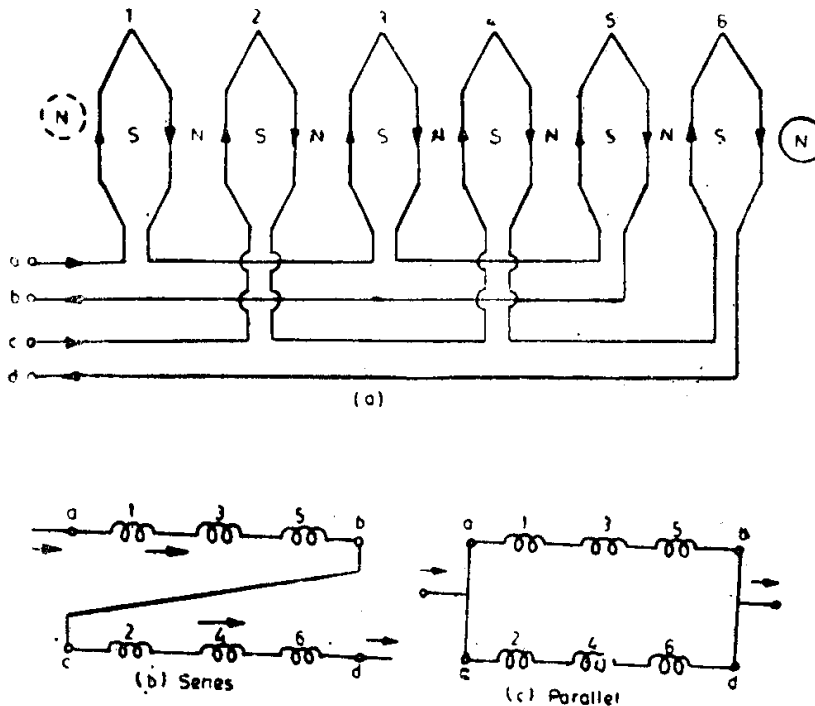 1 2 3 4 5 6
N S N S N S N S N S N S N
a
b
c
d
(a)
a 1 3 5 b
c 2 4 6 d
(b) Series
a 1 3 5
2 4 6 d
(c) Parallel